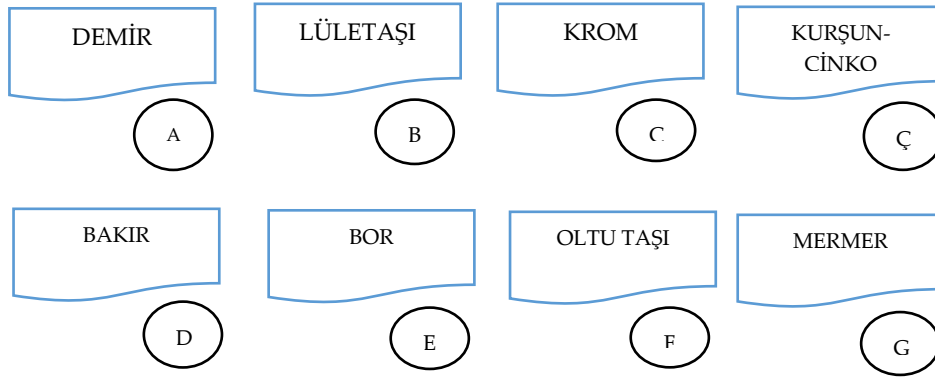 DEMİR
LÜLETAŞI
KROM
KURŞUN-
CİNKO
A
B
C
Ç
BAKIR
BOR
OLTU TAŞI
MERMER
D
E
F
G